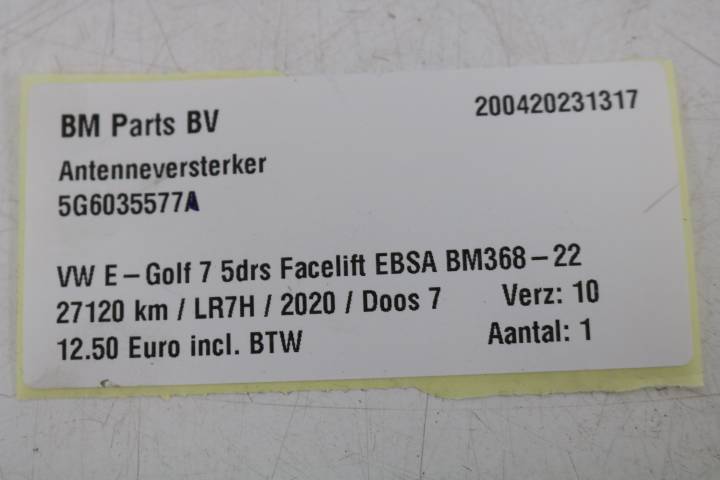 BM Parts BV 200420231317
Antenneversterker
5G6035577A
VW E-Golf 7 5drs Facelift EBSA BM368-22
27120 km / LR7H / 2020 / Doos 7 Verz: 10
12.50 Euro incl. BTW Aantal: 1